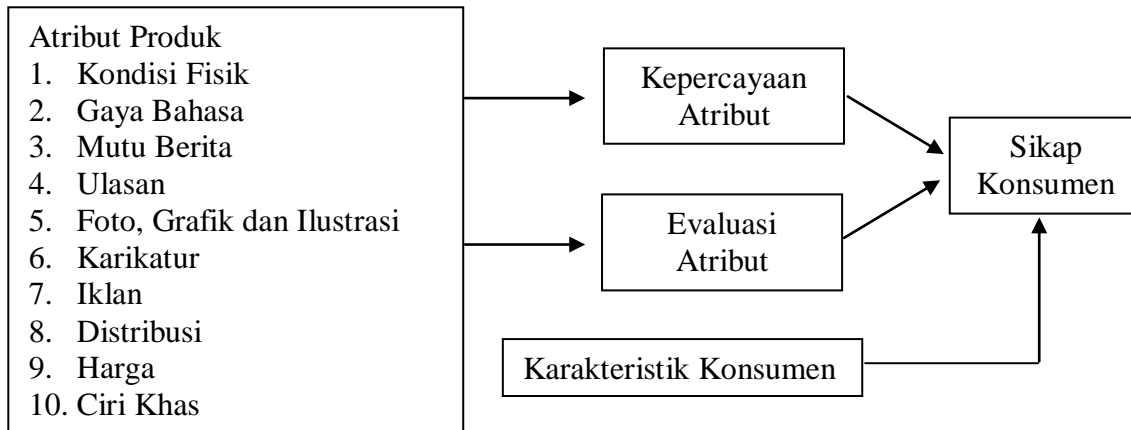 Atribut Produk
1. Kondisi Fisik
2. Gaya Bahasa
3. Mutu Berita
4. Ulasan
5. Foto, Grafik dan Ilustrasi
6. Karikatur
7. Iklan
8. Distribusi
9. Harga
10. Ciri Khas
Kepercayaan
Atribut
Evaluasi
Atribut
Karakteristik Konsumen
Sikap
Konsumen